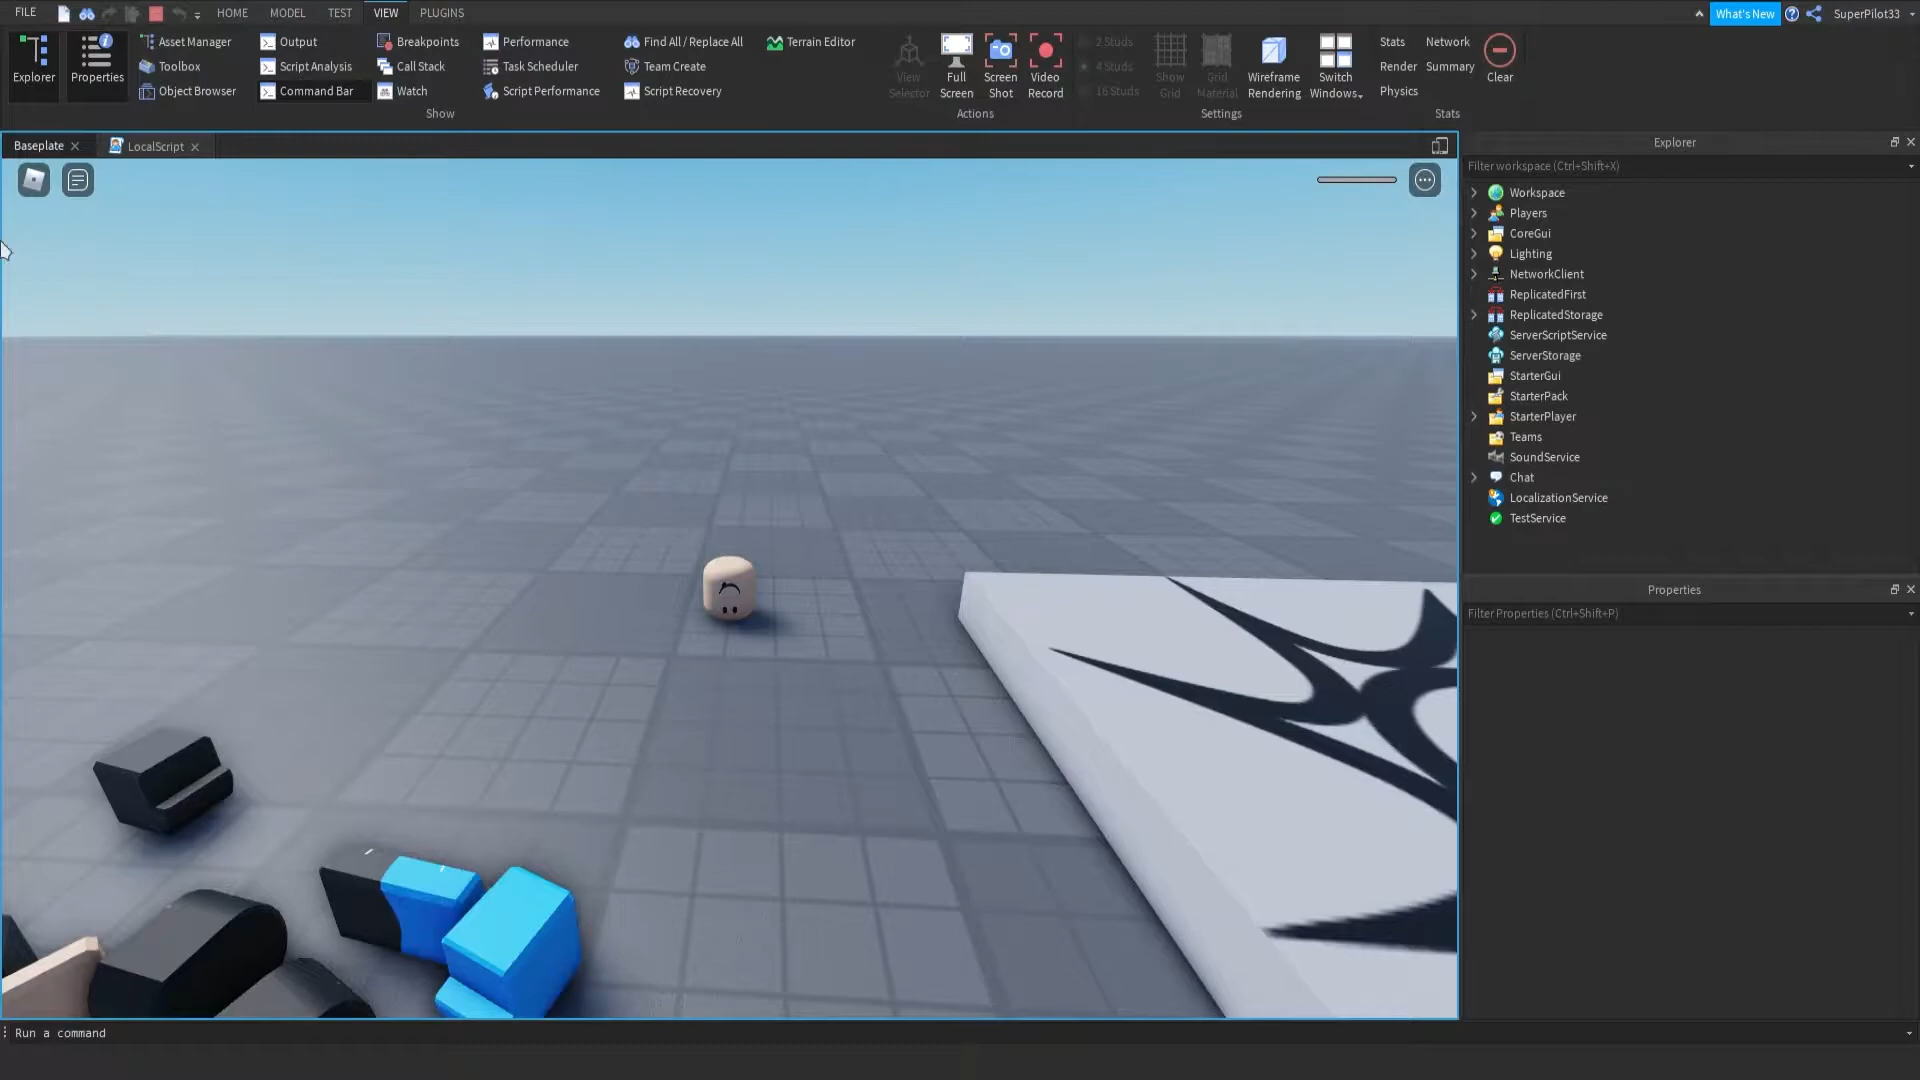 FILE HOME MODEL TEST VIEW PLUGINS What's New SuperPilot33
Explorer
Properties
Asset Manager
Toolbox
Object Browser
Output
Script Analysis
Command Bar
Breakpoints
Call Stack
Watch
Performance
Task Scheduler
Script Performance
Find All / Replace All
Team Create
Script Recovery
Terrain Editor
Show
View
Selector
Full
Screen
Screen
Shot
Video
Record
Actions
2 Studs
4 Studs
16 Studs
Show
Grid
Grid
Material
Wireframe
Rendering
Switch
Windows
Settings
Stats
Render
Physics
Network
Summary
Clear
Stats
Baseplate
LocalScript
Explorer
Filter workspace (Ctrl+Shift+X)
Workspace
Players
CoreGui
Lighting
NetworkClient
ReplicatedFirst
ReplicatedStorage
ServerScriptService
ServerStorage
StarterGui
StarterPack
StarterPlayer
Teams
SoundService
Chat
LocalizationService
TestService
Properties
Filter Properties (Ctrl+Shift+P)
Run a command